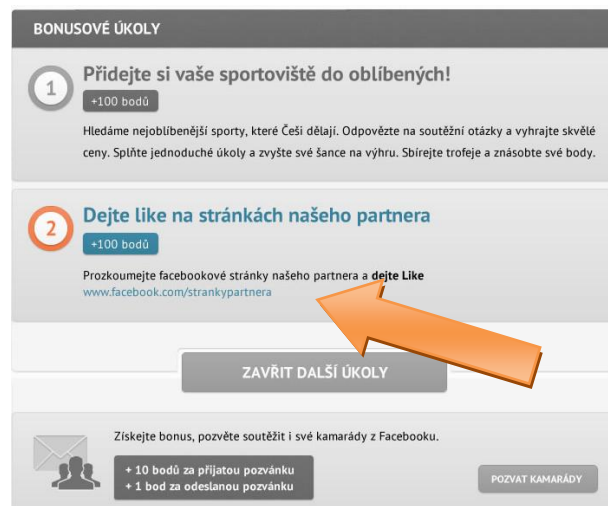 BONUSOVÉ ÚKOLY
1
Přidejte si vaše sportoviště do oblíbených!
+100 bodů
Hledáme nejoblíbenější sporty, které Češi dělají. Odpovězte na soutěžní otázky a vyhrajte skvělé
ceny. Splňte jednoduché úkoly a zvyšte své šance na výhru. Sbírejte trofeje a znásobte své body.
2
Dejte like na stránkách našeho partnera
+100 bodů
Prozkoumejte facebookové stránky našeho partnera a dejte Like
www.facebook.com/strankypartnera
ZAVŘIT DALŠÍ ÚKOLY
Získejte bonus, pozvěte soutěžit i své kamarády z Facebooku.
+ 10 bodů za přijatou pozvánku
+ 1 bod za odeslanou pozvánku
POZVAT KAMARÁDY